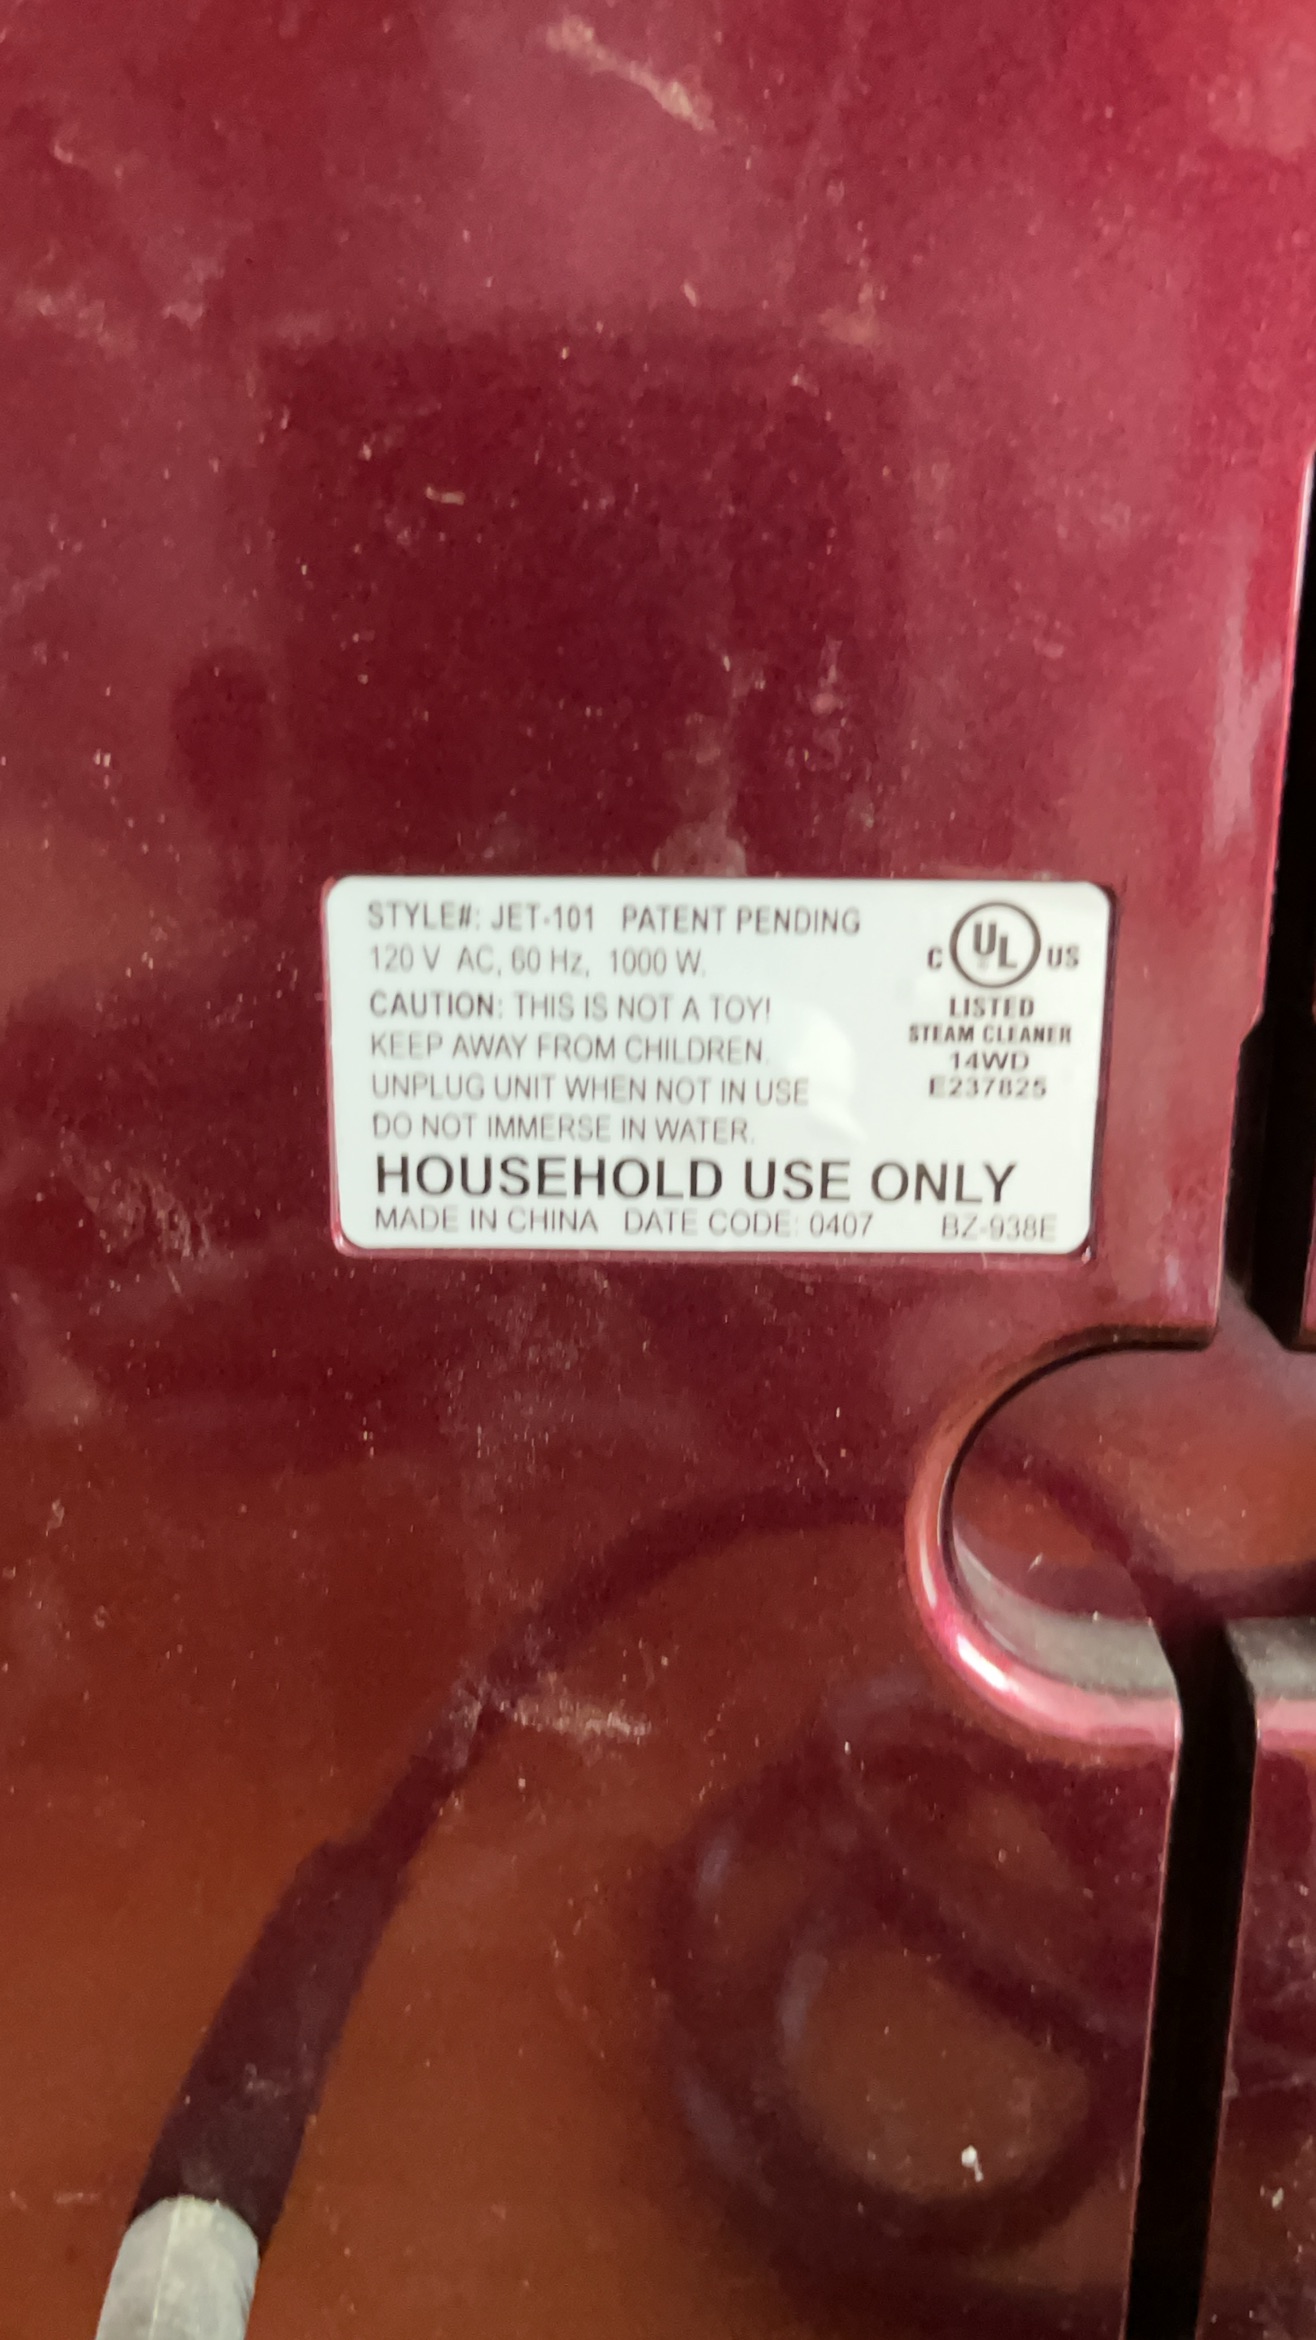 STYLE#: JET-101 PATENT PENDING
120 V AC, 60 Hz, 1000 W.
CAUTION: THIS IS NOT A TOY!
KEEP AWAY FROM CHILDREN.
UNPLUG UNIT WHEN NOT IN USE
DO NOT IMMERSE IN WATER.
HOUSEHOLD USE ONLY
MADE IN CHINA DATE CODE: 0407 BZ-938E
C UL US
LISTED
STEAM CLEANER
14WD
E237825